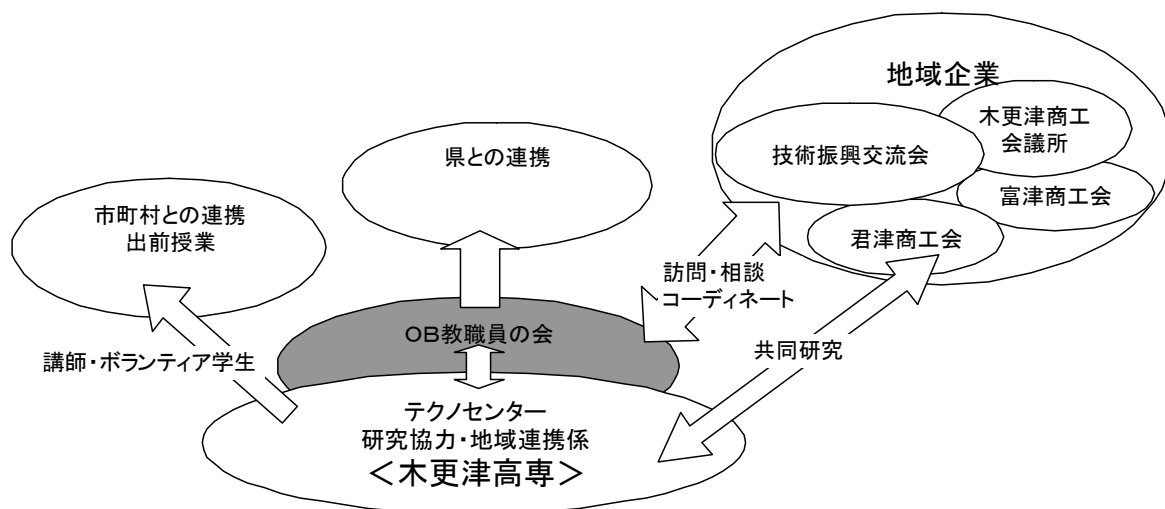 地域企業
木更津商工
会議所
技術振興交流会
富津商工会
君津商工会
県との連携
市町村との連携
出前授業
訪問・相談
コーディネート
OB教職員の会
講師・ボランティア学生
共同研究
テクノセンター
研究協力・地域連携係
<木更津高専>